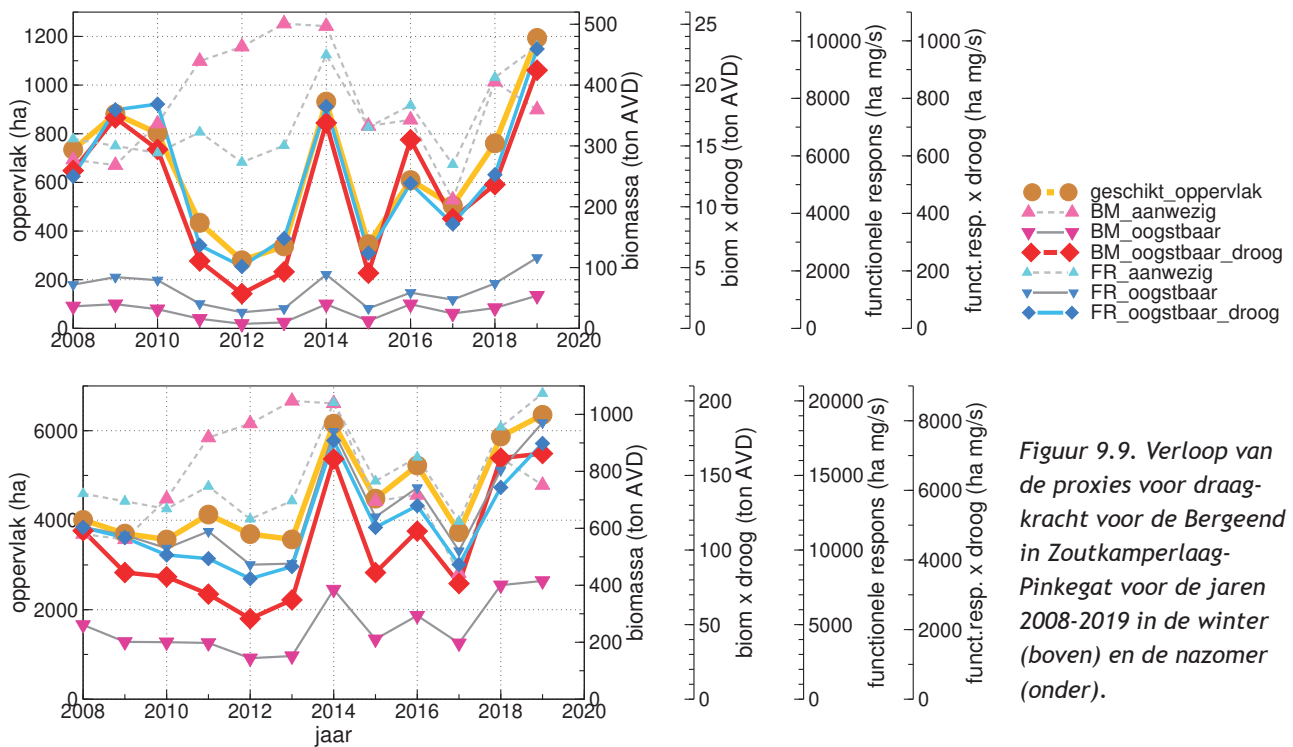 1200
1000
800
600
400
200
0
oppervlak (ha)
2008
2010
2012
2014
2016
2018
2020
500
400
300
200
100
0
biomassa (ton AVD)
25
20
15
10
5
0
biom x droog (ton AVD)
10000
8000
6000
4000
2000
0
functionele respons (ha mg/s)
1000
800
600
400
200
0
funct.resp. x droog (ha mg/s)
geschikt_oppervlak
BM_aanwezig
BM_oogstbaar
BM_oogstbaar_droog
FR_aanwezig
FR_oogstbaar
FR_oogstbaar_droog
6000
4000
2000
0
oppervlak (ha)
2008
2010
2012
2014
2016
2018
2020
jaar
1000
800
600
400
200
0
biomassa (ton AVD)
200
150
100
50
0
biom x droog (ton AVD)
20000
15000
10000
5000
0
functionele respons (ha mg/s)
8000
6000
4000
2000
0
funct.resp. x droog (ha mg/s)
Figuur 9.9. Verloop van
de proxies voor draag-
kracht voor de Bergeend
in Zoutkamperlaag-
Pinkegat voor de jaren
2008-2019 in de winter
(boven) en de nazomer
(onder).